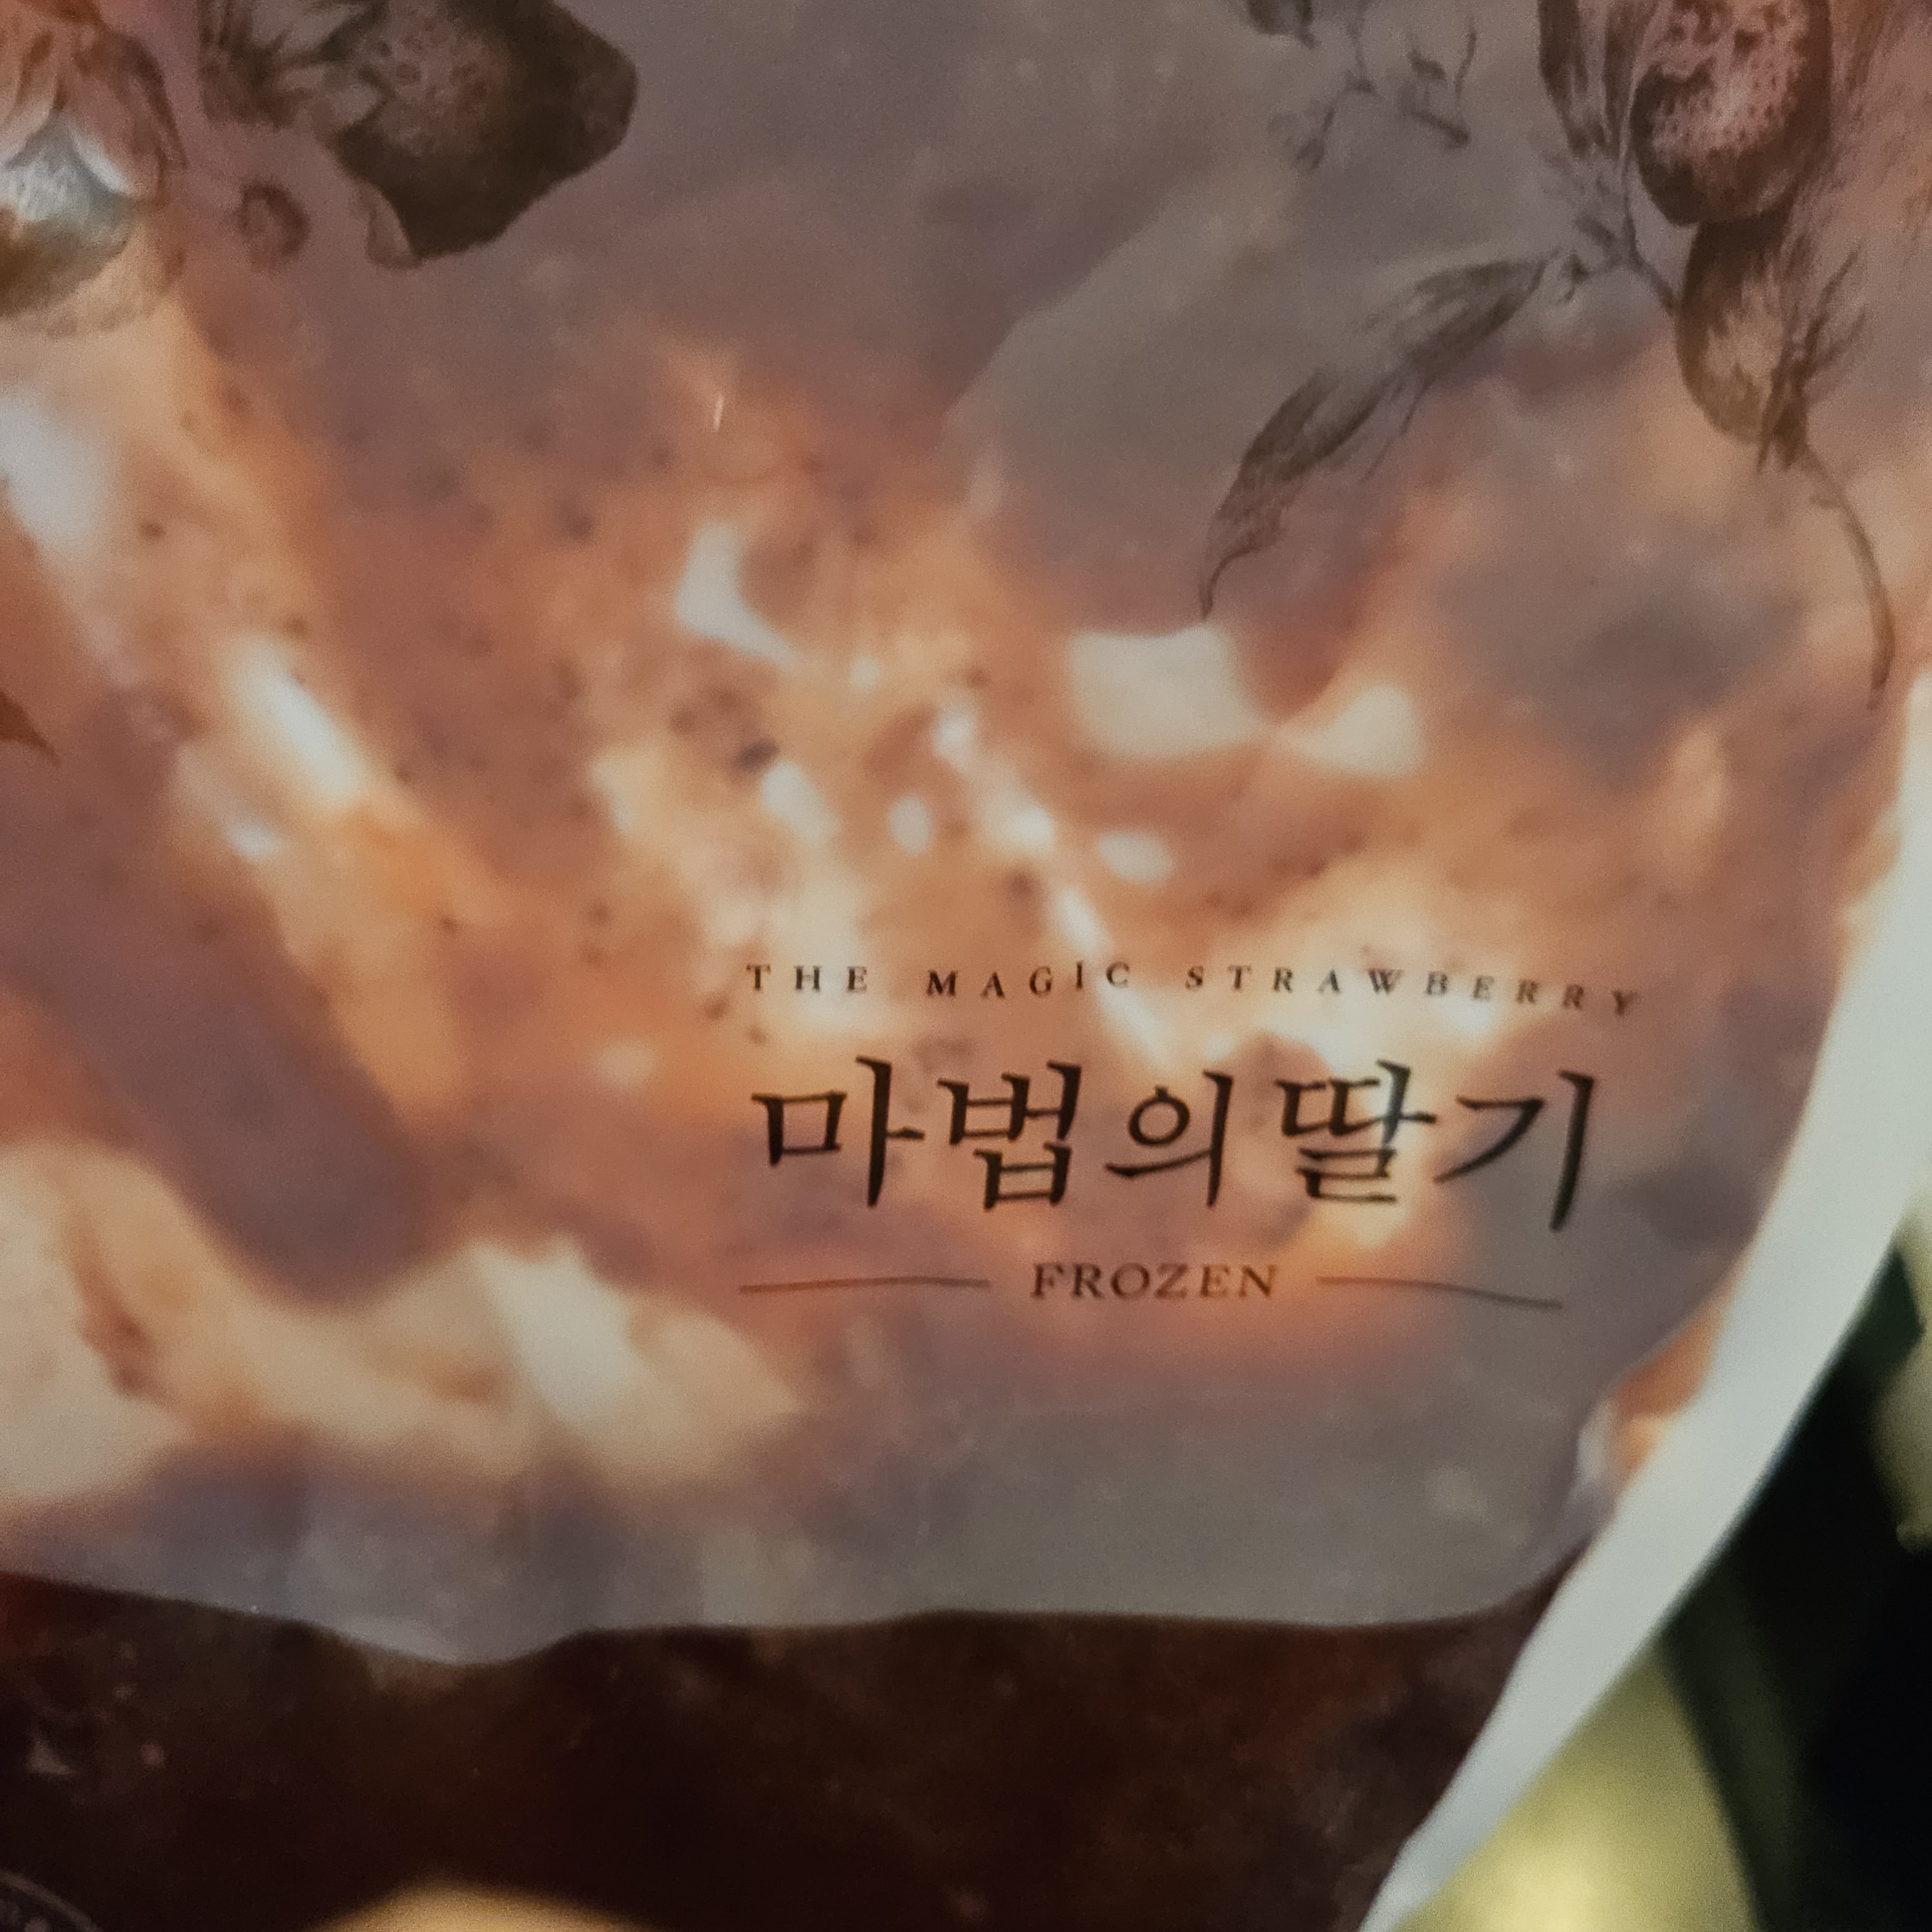 THE MAGIC STRAWBERRY
마법의딸기
FROZEN